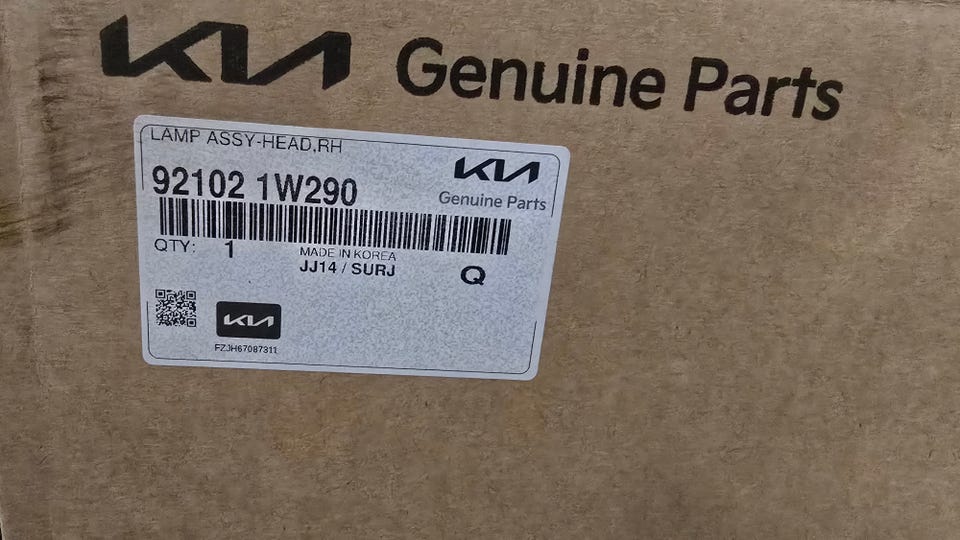 KIA Genuine Parts
LAMP ASSY-HEAD,RH
KIA
92102 1W290
Genuine Parts
QTY: 1
MADE IN KOREA
JJ14 / SURJ
Q
KIA
FZJH67087311